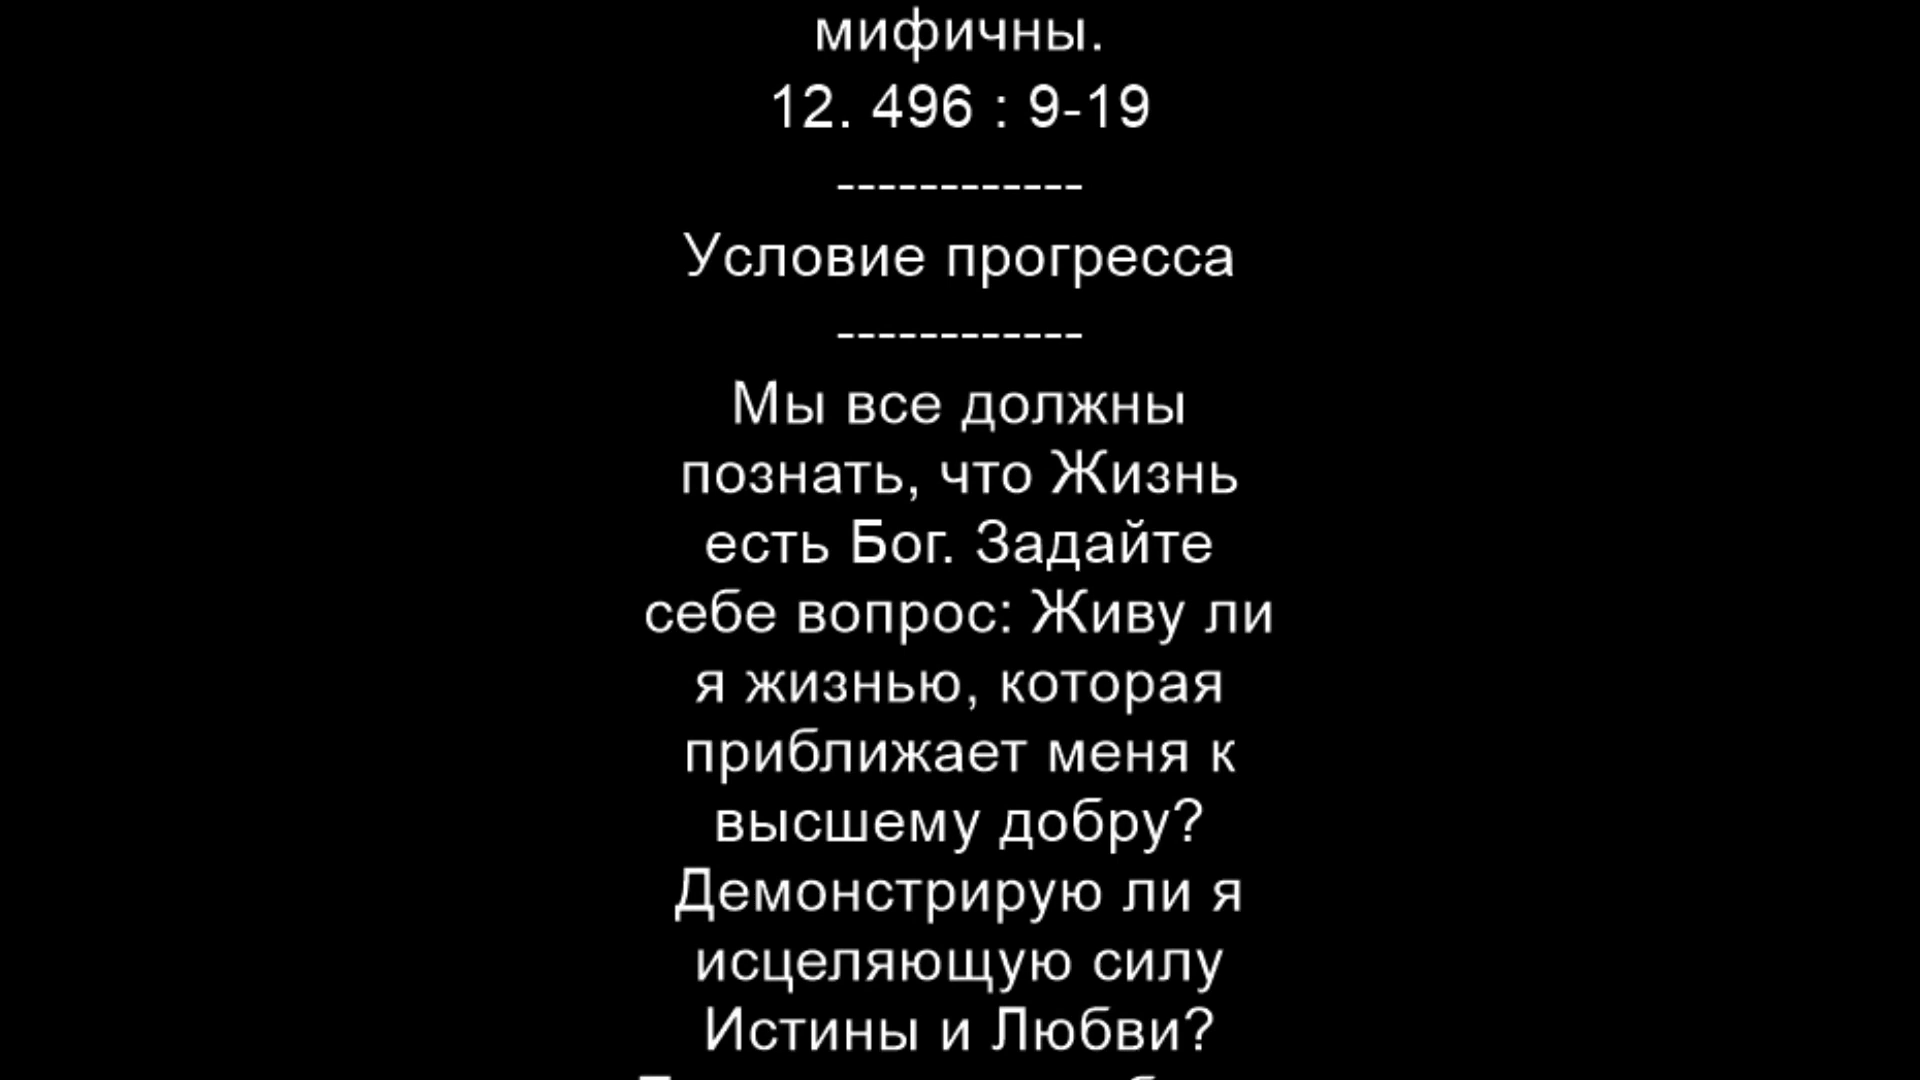 мифичны.
12. 496 : 9-19
------------
Условие прогресса
------------
Мы все должны
познать, что Жизнь
есть Бог. Задайте
себе вопрос: Живу ли
я жизнью, которая
приближает меня к
высшему добру?
Демонстрирую ли я
исцеляющую силу
Истины и Любви?